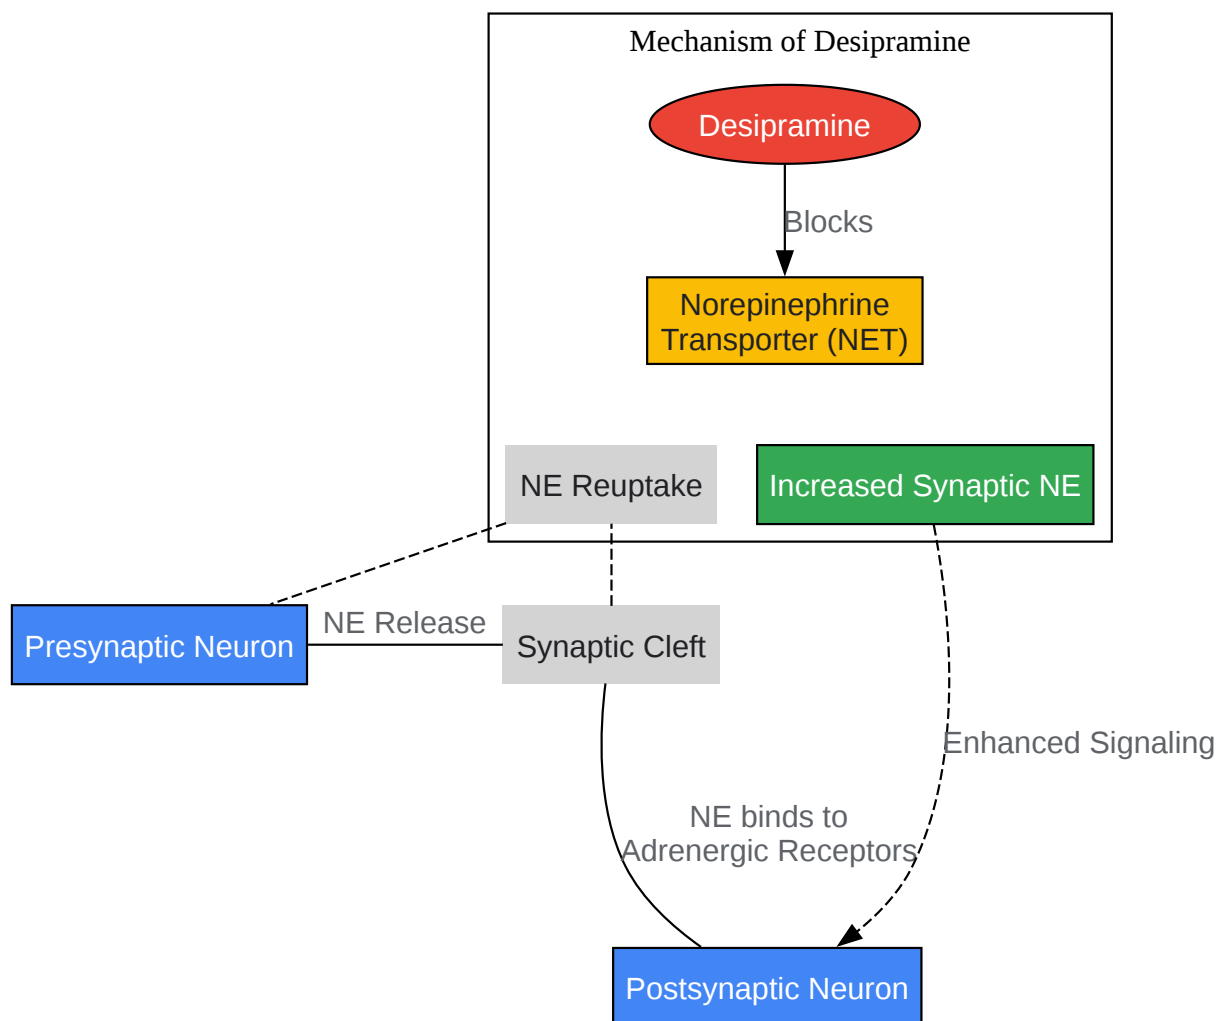 Mechanism of Desipramine
Desipramine
Blocks
Norepinephrine
Transporter (NET)
NE Reuptake
Increased Synaptic NE
Presynaptic Neuron
NE Release
Synaptic Cleft
Enhanced Signaling
NE binds to
Adrenergic Receptors
Postsynaptic Neuron